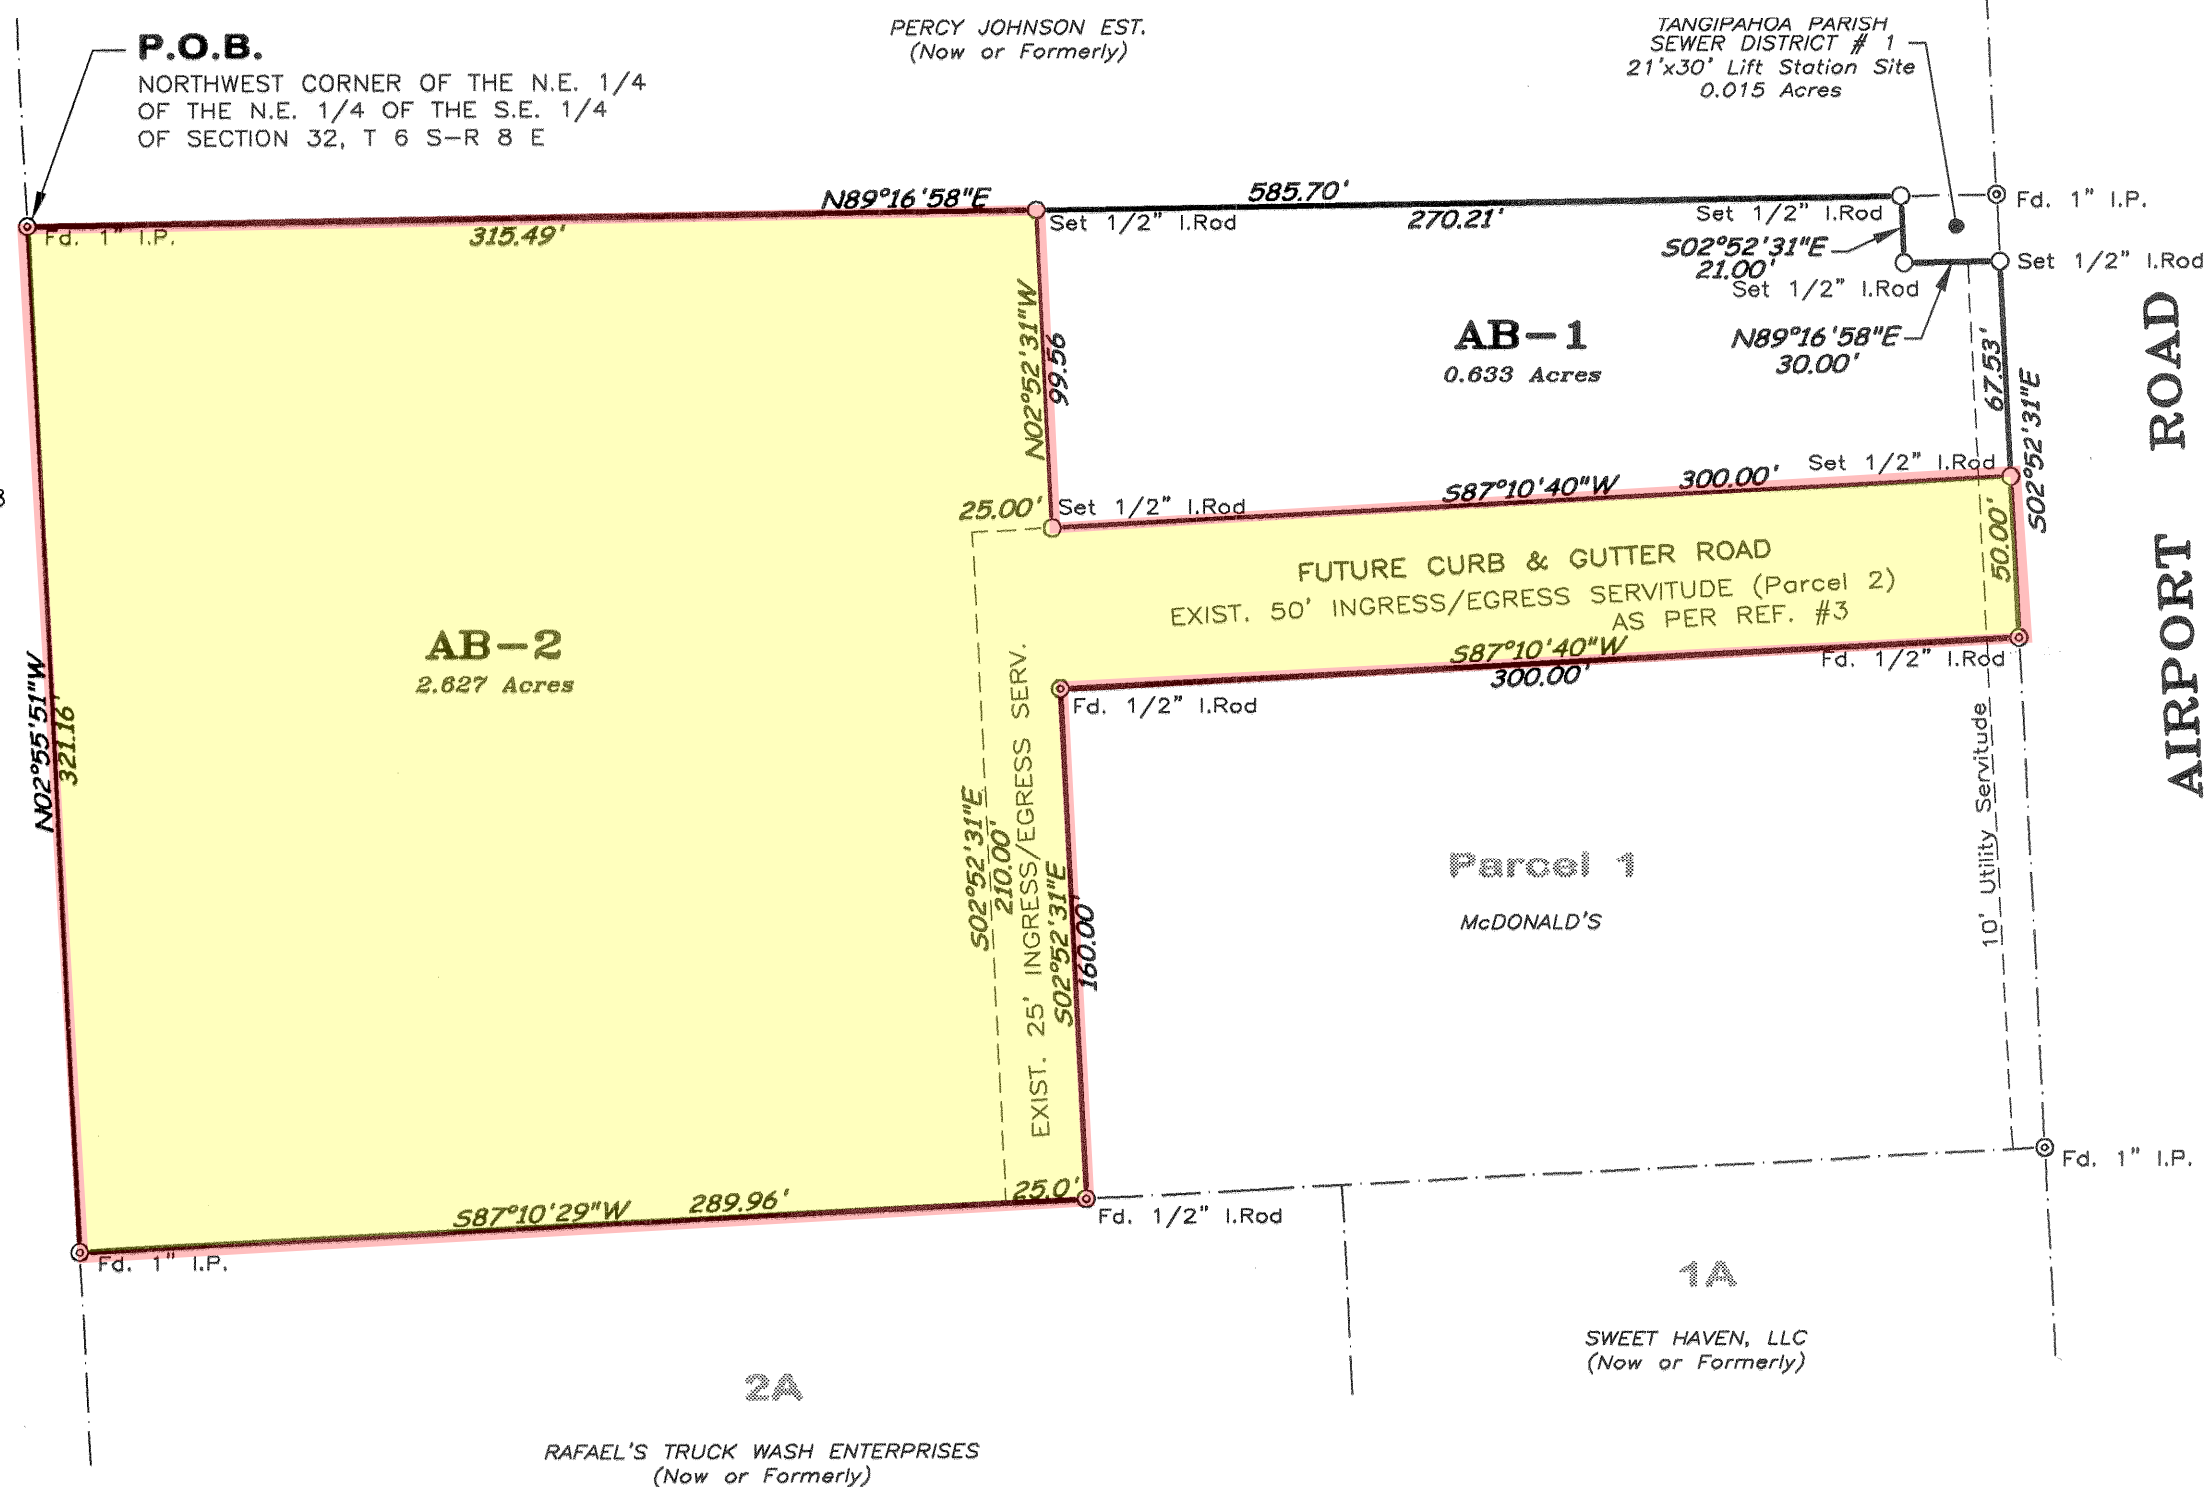 PERCY JOHNSON EST.
(Now or Formerly)
TANGIPAHOA PARISH
SEWER DISTRICT # 1
21'x30' Lift Station Site
0.015 Acres
P.O.B.
NORTHWEST CORNER OF THE N.E. 1/4
OF THE N.E. 1/4 OF THE S.E. 1/4
OF SECTION 32, T 6 S-R 8 E
N89°16'58"E
585.70'
Fd. 1" I.P.
Fd. 1" I.P.
315.49'
Set 1/2" I.Rod
270.21'
Set 1/2" I.Rod
S02°52'31"E
21.00'
Set 1/2" I.Rod
Set 1/2" I.Rod
N02°52'31"W
99.56
AB-1
0.633 Acres
N89°16'58"E
30.00'
67.53'
S02°52'31"E
AIRPORT ROAD
25.00'
Set 1/2" I.Rod
S87°10'40"W 300.00'
Set 1/2" I.Rod
50.00'
FUTURE CURB & GUTTER ROAD
EXIST. 50' INGRESS/EGRESS SERVITUDE (Parcel 2)
AS PER REF. #3
S87°10'40"W
300.00'
Fd. 1/2" I.Rod
Fd. 1/2" I.Rod
AB-2
2.627 Acres
N02°55'51"W
321.16'
S02°52'31"E
210.00'
EXIST. 25' INGRESS/EGRESS SERV.
S02°52'31"E
160.00'
Parcel 1
McDONALD'S
10' Utility Servitude
S87°10'29"W 289.96'
25.0'
Fd. 1/2" I.Rod
Fd. 1" I.P.
Fd. 1" I.P.
1A
SWEET HAVEN, LLC
(Now or Formerly)
2A
RAFAEL'S TRUCK WASH ENTERPRISES
(Now or Formerly)